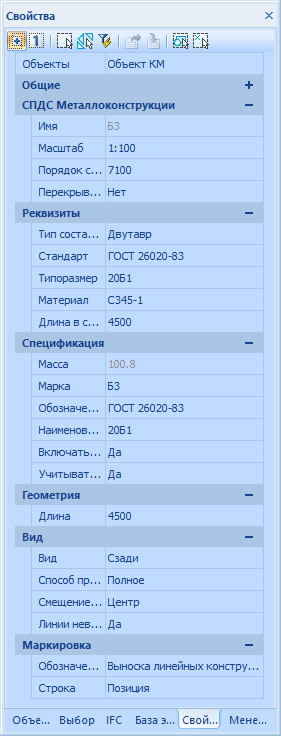 Свойства
Объекты Объект КМ
Общие
СПДС Металлоконструкции
Имя Б3
Масштаб 1:100
Порядок с... 7100
Перекрыв... Нет
Реквизиты
Тип соста... Двутавр
Стандарт ГОСТ 26020-83
Типоразмер 20Б1
Материал С345-1
Длина в с... 4500
Спецификация
Масса 100.8
Марка Б3
Обозначе... ГОСТ 26020-83
Наименов... 20Б1
Включать... Да
Учитыват... Да
Геометрия
Длина 4500
Вид
Вид Сзади
Способ пр... Полное
Смещение... Центр
Линии нев... Да
Маркировка
Обозначе... Выноска линейных констру...
Строка Позиция
Объе... Выбор IFC База э... Свой... Мене...